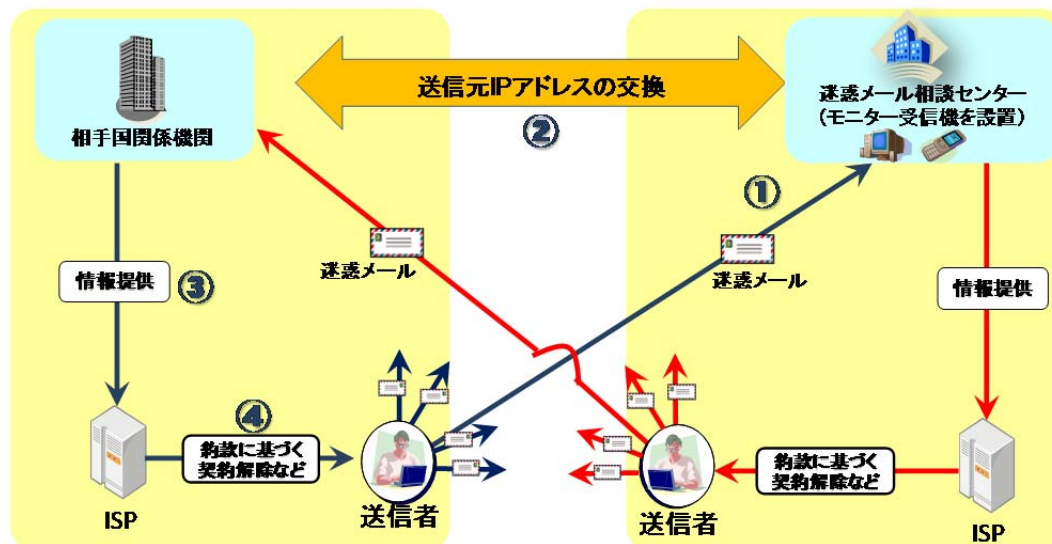 送信元IPアドレスの交換
②
相手国関係機関
迷惑メール相談センター
(モニター受信機を設置)
①
迷惑メール
迷惑メール
情報提供
③
情報提供
④
約款に基づく
契約解除など
約款に基づく
契約解除など
ISP
送信者
送信者
ISP